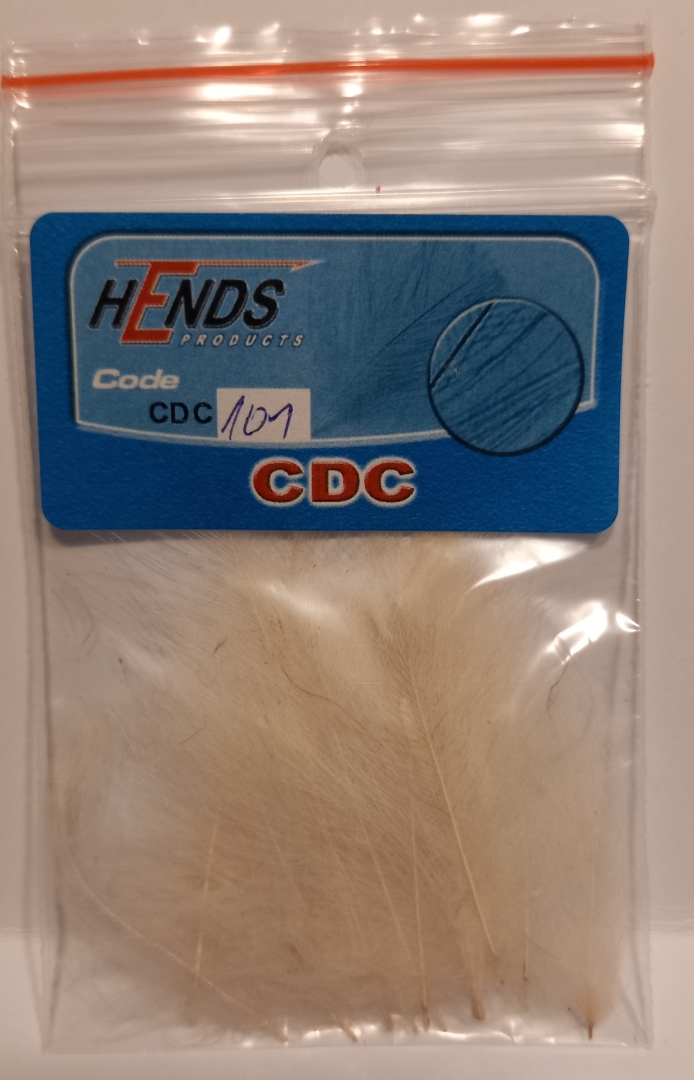 HENDS
PRODUCTS
Code
CDC 101
CDC